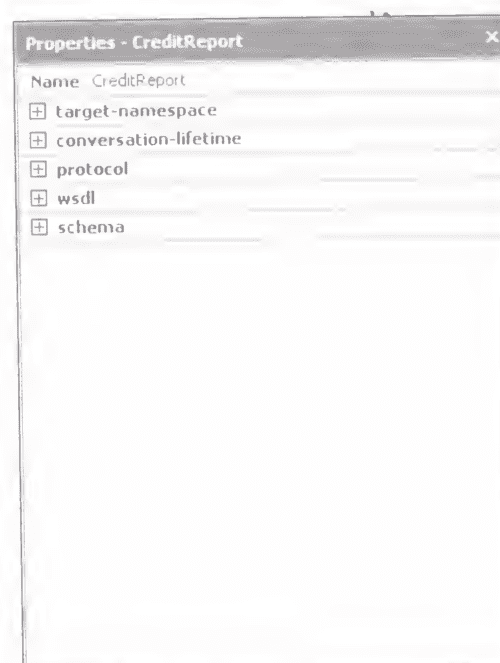 Properties - CreditReport
Name CreditReport
target-namespace
conversation-lifetime
protocol
wsdl
schema